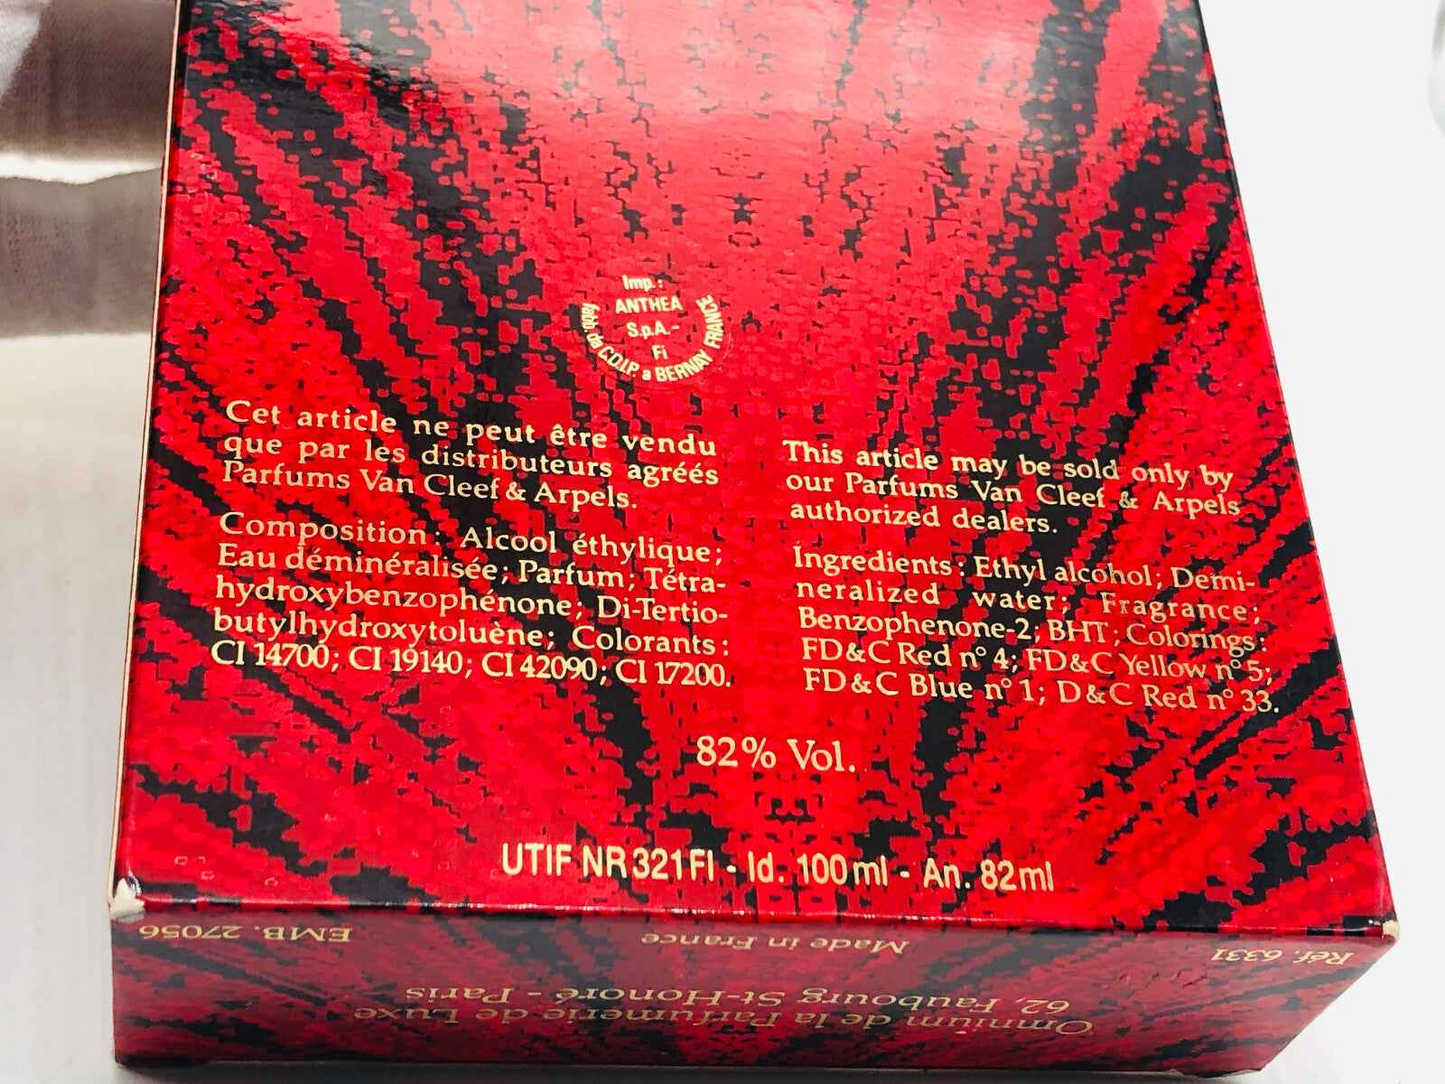 Imp.:
ANTHEA
S.p.A.-
Fi
fabb. da C.O.I.P. a BERNAY FRANCE
Cet article ne peut être vendu
que par les distributeurs agréés
Parfums Van Cleef & Arpels.
Composition: Alcool éthylique;
Eau déminéralisée; Parfum; Tétra-
hydroxybenzophénone; Di-Tertio-
butylhydroxytoluène; Colorants:
CI 14700; CI 19140; CI 42090; CI 17200.
This article may be sold only by
our Parfums Van Cleef & Arpels
authorized dealers.
Ingredients: Ethyl alcohol; Demi-
neralized water; Fragrance;
Benzophenone-2; BHT; Colorings:
FD&C Red n° 4; FD&C Yellow n° 5;
FD&C Blue n° 1; D&C Red n° 33.
82% Vol.
UTIF NR 321 FI - Id. 100 ml - An. 82 ml
Omnium de la Parfumerie de Luxe
62, Faubourg St-Honoré - Paris
Réf. 6331
Made in France
EMB. 27056